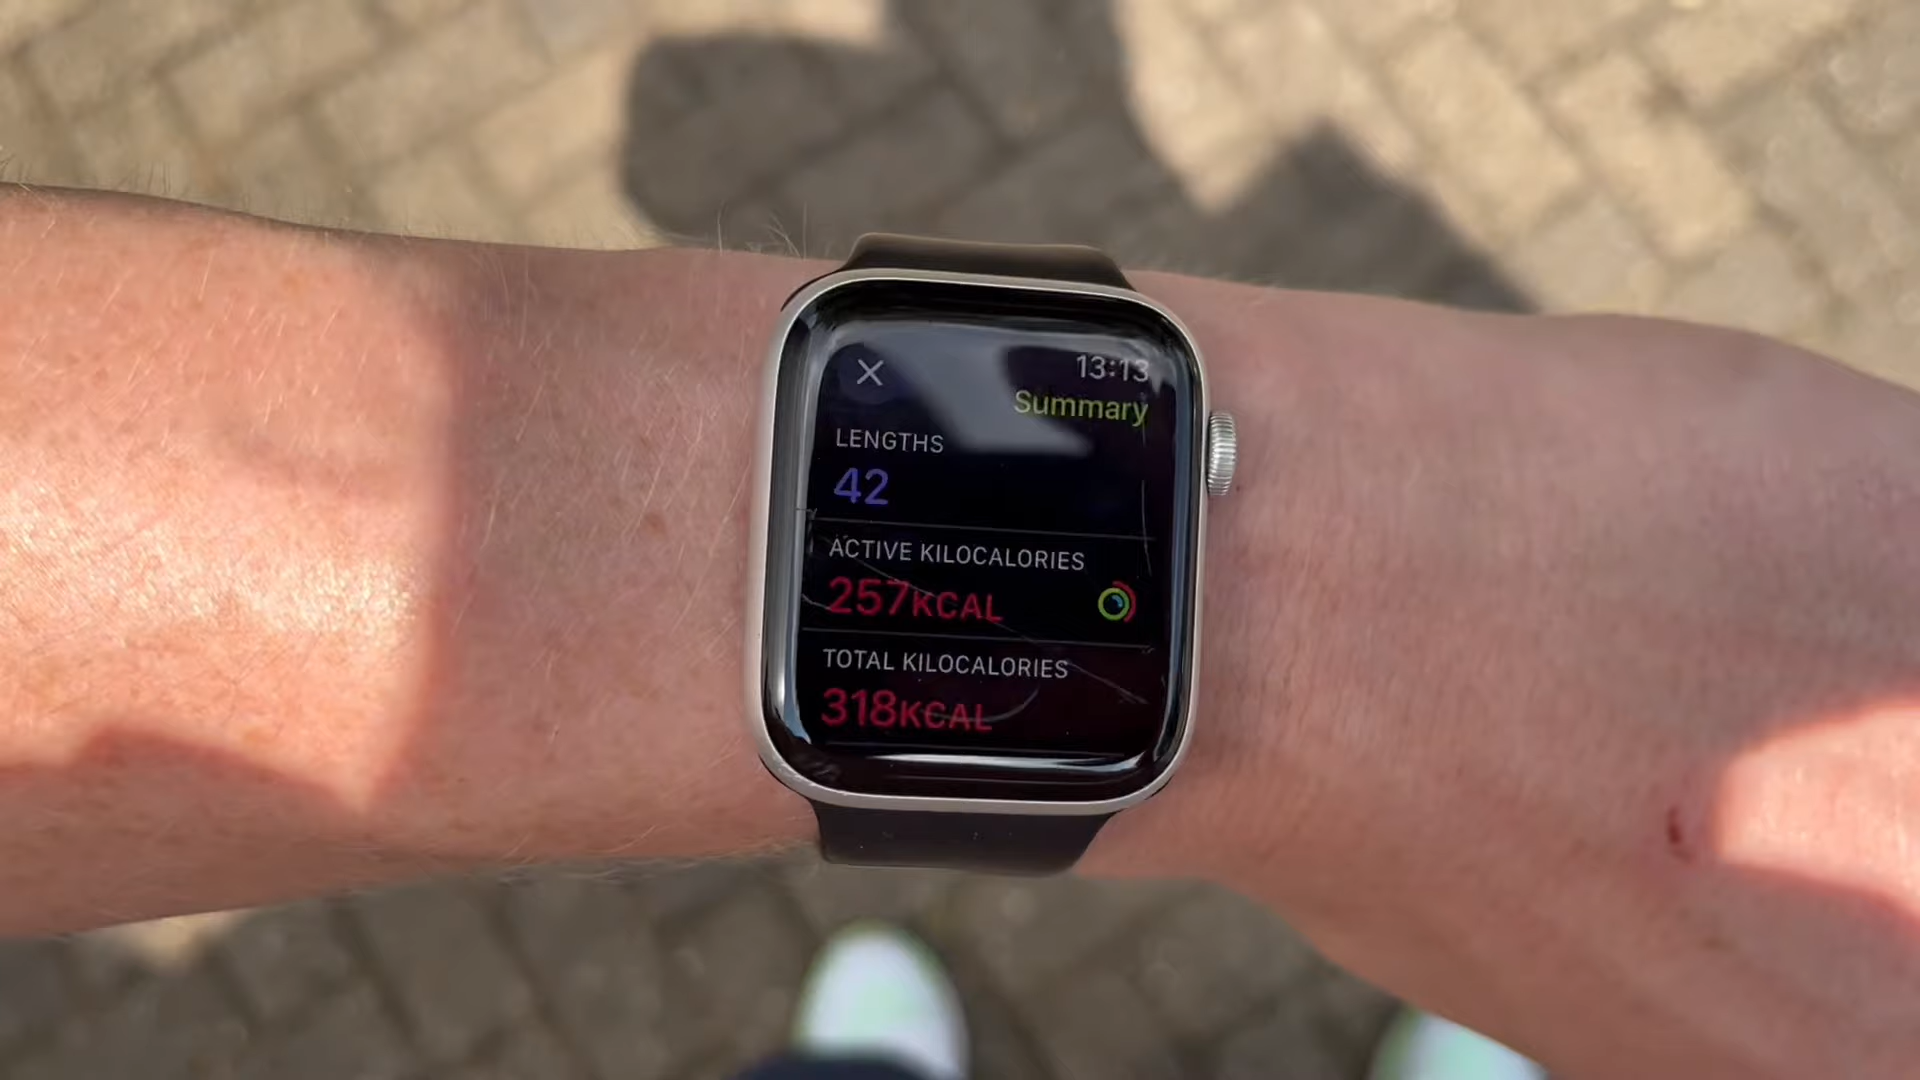 13:13
Summary
LENGTHS
42
ACTIVE KILOCALORIES
257KCAL
TOTAL KILOCALORIES
318KCAL